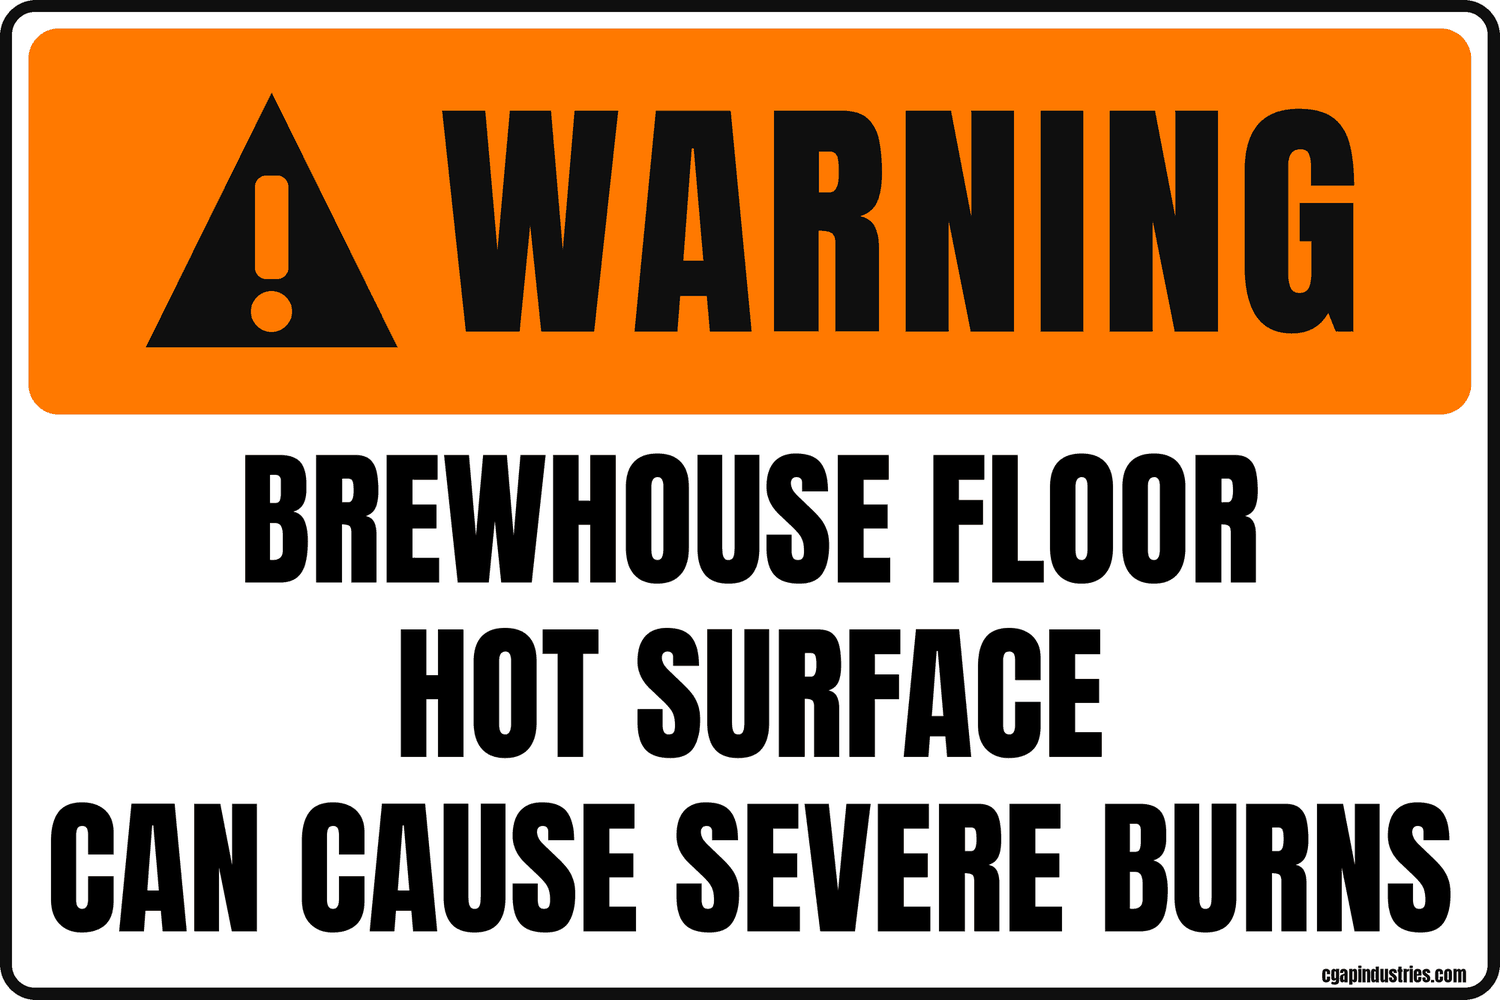 WARNING
BREWHOUSE FLOOR
HOT SURFACE
CAN CAUSE SEVERE BURNS
cgapindustries.com